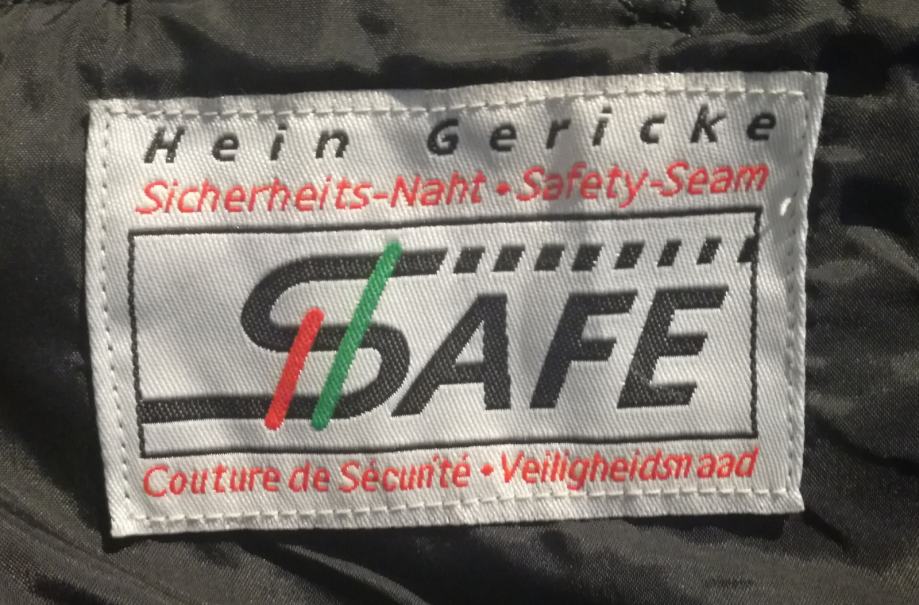 Hein Gericke
Sicherheits-Naht • Safety-Seam
SAFE
Couture de Sécurité • Veiligheidsnaad